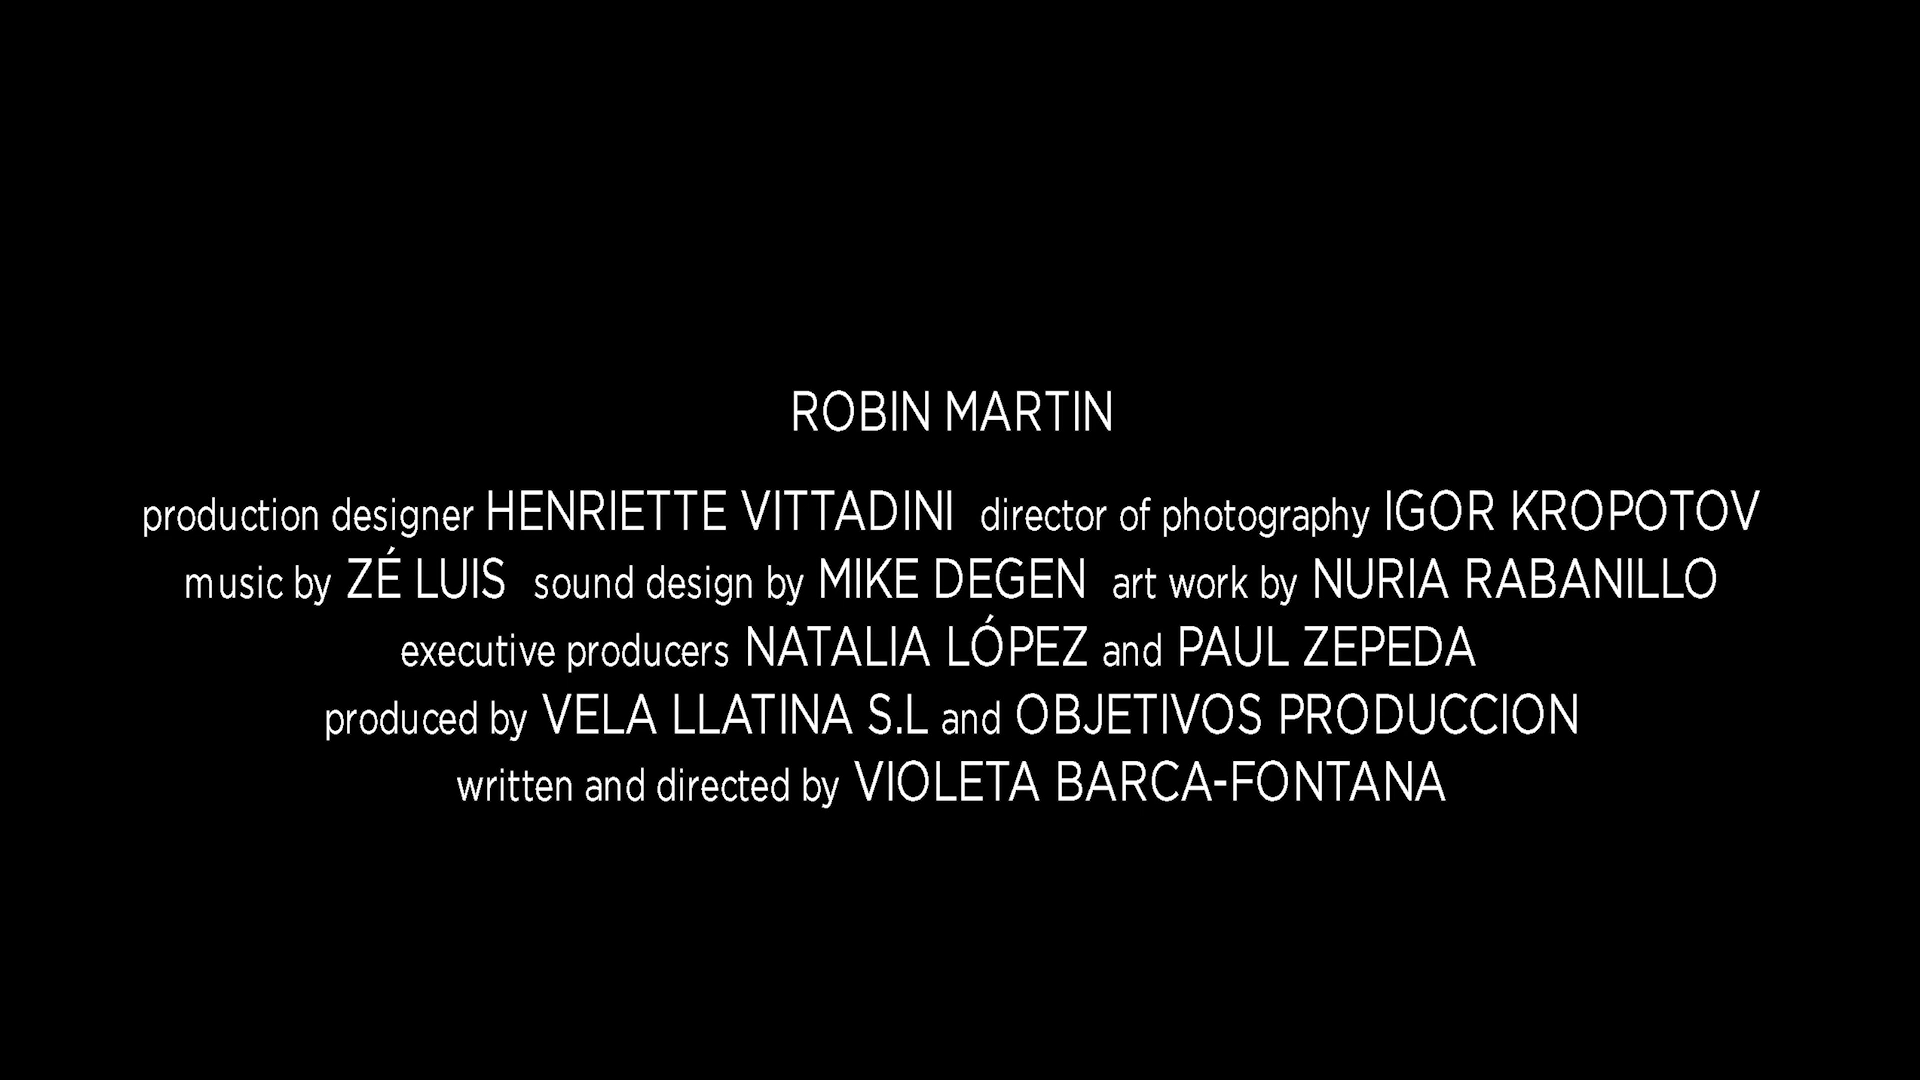 ROBIN MARTIN
production designer HENRIETTE VITTADINI director of photography IGOR KROPOTOV
music by ZÉ LUIS sound design by MIKE DEGEN art work by NURIA RABANILLO
executive producers NATALIA LÓPEZ and PAUL ZEPEDA
produced by VELA LLATINA S.L and OBJETIVOS PRODUCCION
written and directed by VIOLETA BARCA-FONTANA